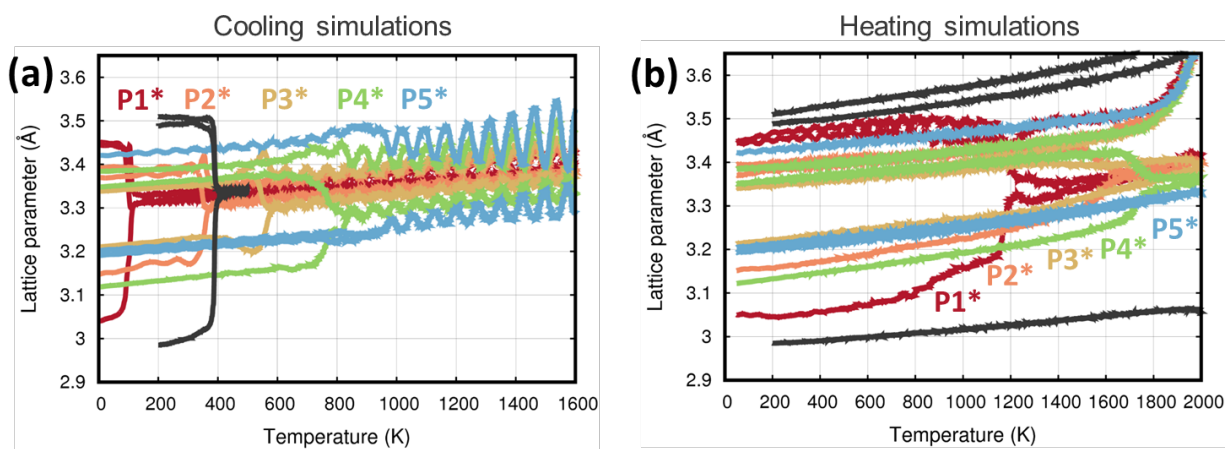 Cooling simulations
Heating simulations
(a)
P1* P2* P3* P4* P5*
3.6
3.5
3.4
3.3
3.2
3.1
3
2.9
Lattice parameter (Å)
0 200 400 600 800 1000 1200 1400 1600
Temperature (K)
(b)
3.6
3.5
3.4
3.3
3.2
3.1
3
2.9
Lattice parameter (Å)
P5*
P4*
P3*
P2*
P1*
0 200 400 600 800 1000 1200 1400 1600 1800 2000
Temperature (K)